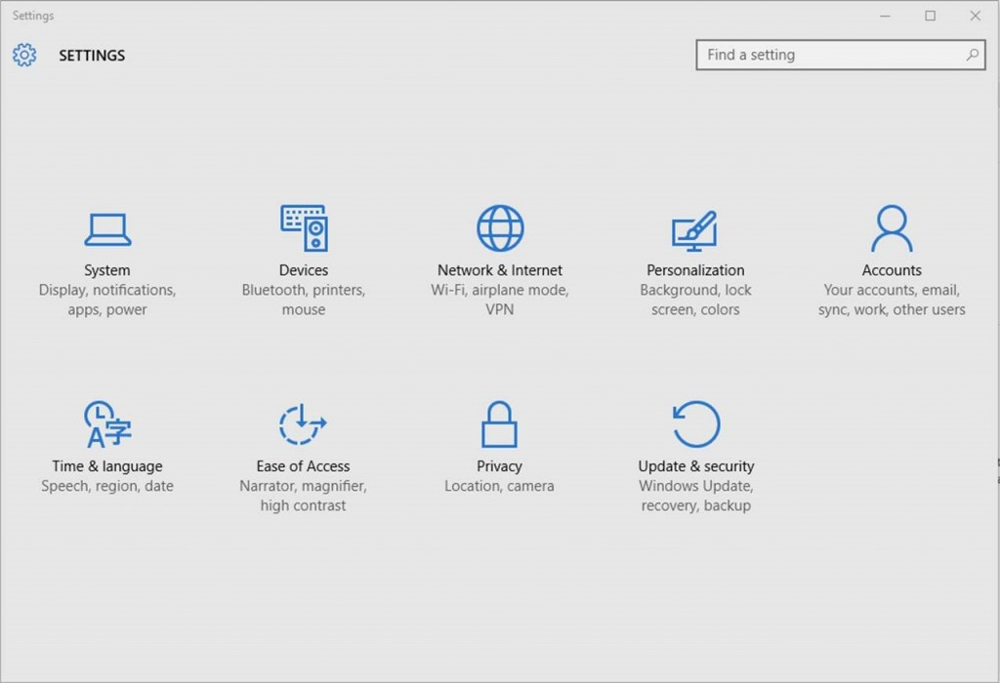 Settings
SETTINGS
Find a setting
System
Display, notifications,
apps, power
Devices
Bluetooth, printers,
mouse
Network & Internet
Wi-Fi, airplane mode,
VPN
Personalization
Background, lock
screen, colors
Accounts
Your accounts, email,
sync, work, other users
Time & language
Speech, region, date
Ease of Access
Narrator, magnifier,
high contrast
Privacy
Location, camera
Update & security
Windows Update,
recovery, backup
A字